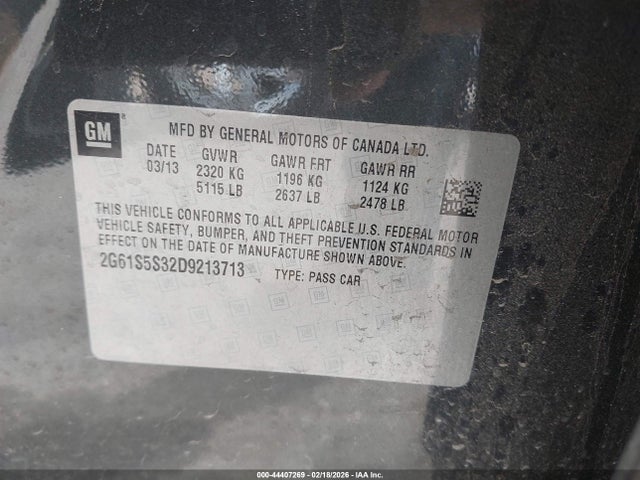 GM
MFD BY GENERAL MOTORS OF CANADA LTD.
DATE GVWR GAWR FRT GAWR RR
03/13 2320 KG 1196 KG 1124 KG
5115 LB 2637 LB 2478 LB
THIS VEHICLE CONFORMS TO ALL APPLICABLE U.S. FEDERAL MOTOR
VEHICLE SAFETY, BUMPER, AND THEFT PREVENTION STANDARDS IN
EFFECT ON THE DATE OF MANUFACTURE SHOWN ABOVE.
2G61S5S32D9213713 TYPE: PASS CAR
000-44407269 - 02/18/2026 - IAA Inc.